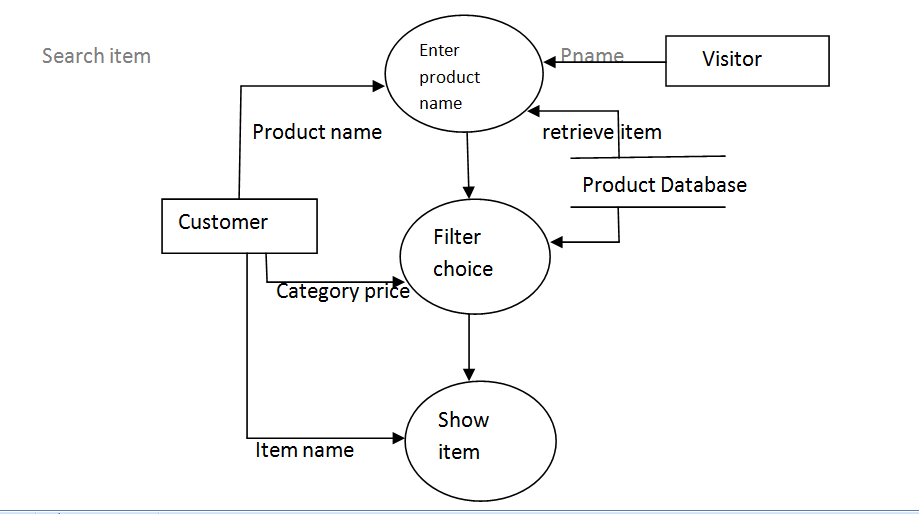 Search item
Enter
product
name
Pname
Visitor
Product name
retrieve item
Product Database
Customer
Filter
choice
Category price
Show
item
Item name